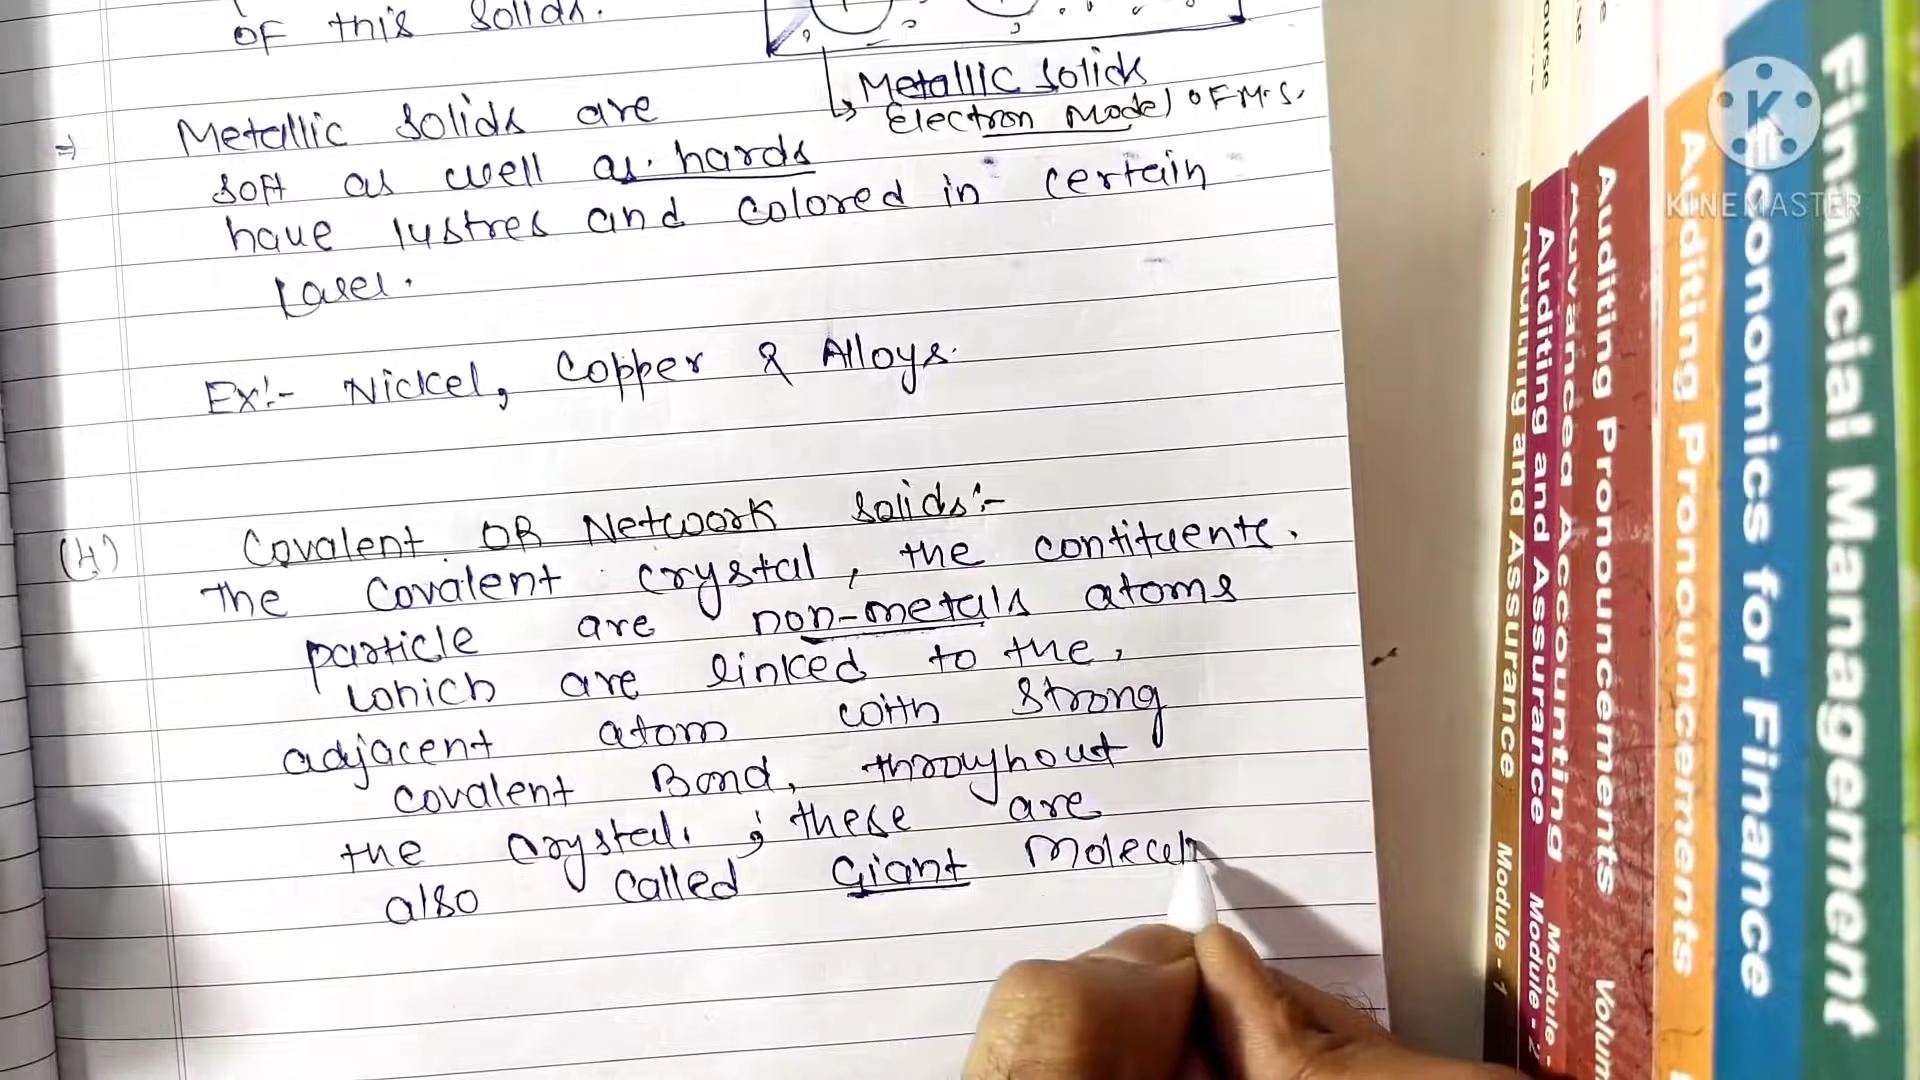 of this solids.
Metallic solids
Electron Model of M.S.
⇒ Metallic solids are
soft as well as hards
have lustres and colored in certain
Ex:- Nickel, Copper & Alloys.
(4) Covalent OR Network solids:-
The Covalent crystal, the contituents.
particle are non-metals atoms
which are linked to the,
adjacent atom with strong
covalent Bond, throughout
the crystal, ; these are
also called Giant Molecul
KINEMASTER
Auditing and Assurance Module - 1
Auditing and Assurance Module - 2
Advanced Accounting Module -
Auditing Pronouncements Volum
Auditing Pronouncements
Economics for Finance
Financial Management